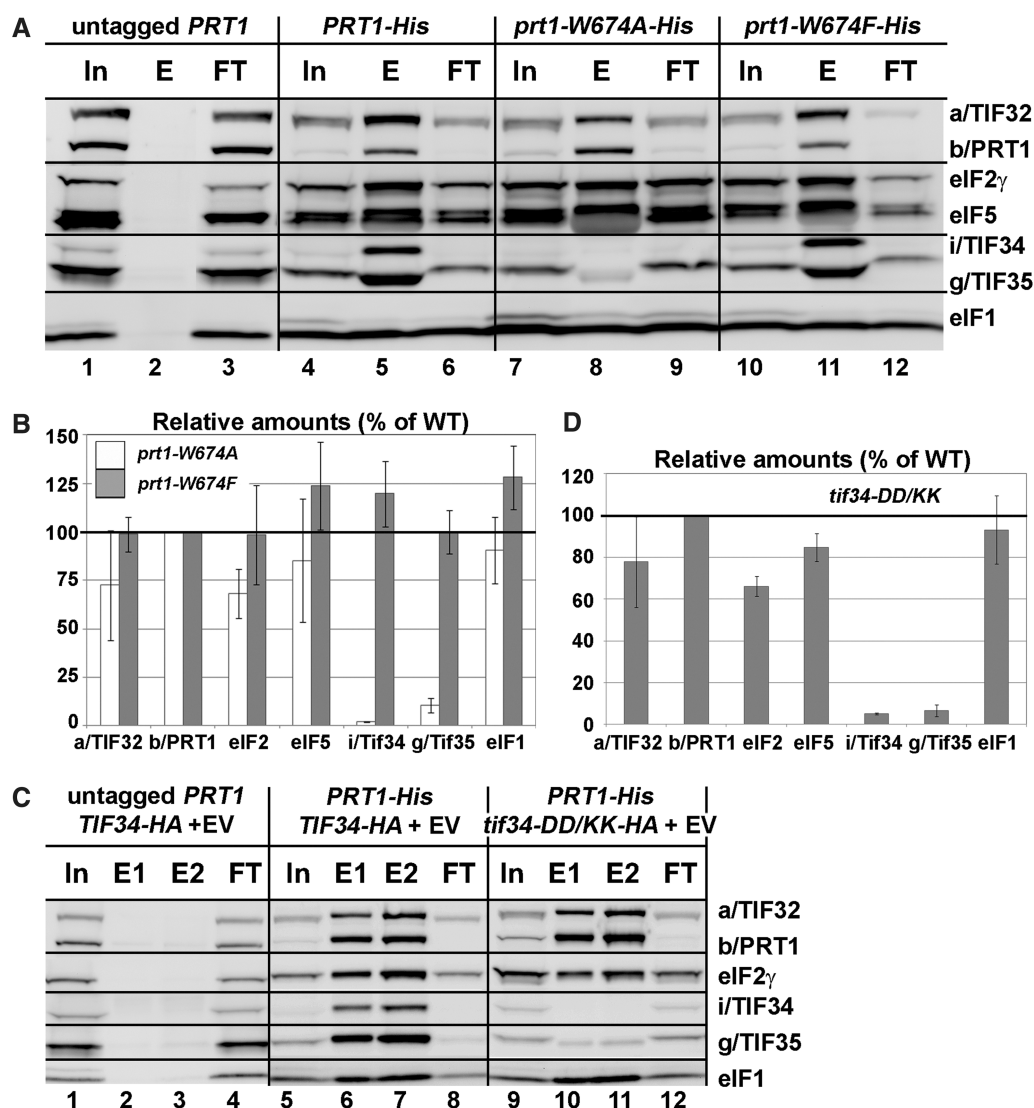 A
untagged PRT1 PRT1-His prt1-W674A-His prt1-W674F-His
In E FT In E FT In E FT In E FT
a/TIF32
b/PRT1
eIF2γ
eIF5
i/TIF34
g/TIF35
eIF1
1 2 3 4 5 6 7 8 9 10 11 12
B
Relative amounts (% of WT)
150
125
100
75
50
25
0
prt1-W674A
prt1-W674F
a/TIF32 b/PRT1 eIF2 eIF5 i/Tif34 g/Tif35 eIF1
D
Relative amounts (% of WT)
tif34-DD/KK
120
100
80
60
40
20
0
a/TIF32 b/PRT1 eIF2 eIF5 i/Tif34 g/Tif35 eIF1
C
untagged PRT1 PRT1-His PRT1-His
TIF34-HA +EV TIF34-HA + EV tif34-DD/KK-HA + EV
In E1 E2 FT In E1 E2 FT In E1 E2 FT
a/TIF32
b/PRT1
eIF2γ
i/TIF34
g/TIF35
eIF1
1 2 3 4 5 6 7 8 9 10 11 12